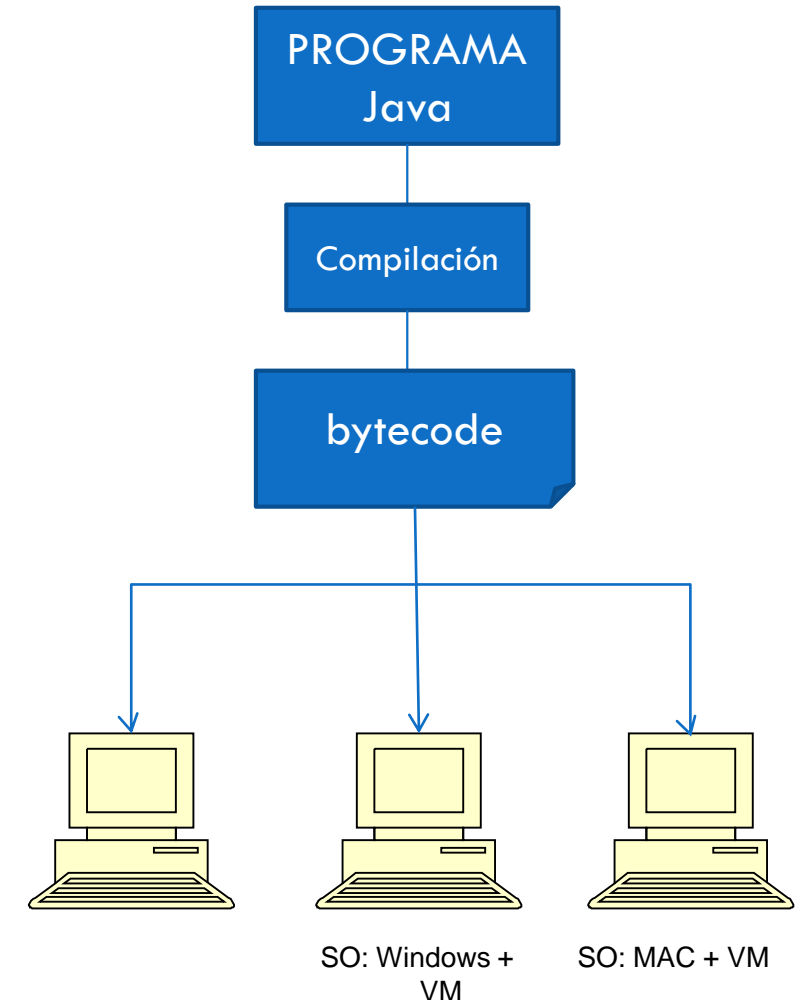 PROGRAMA
Java
Compilación
bytecode
SO: Windows +
VM
SO: MAC + VM